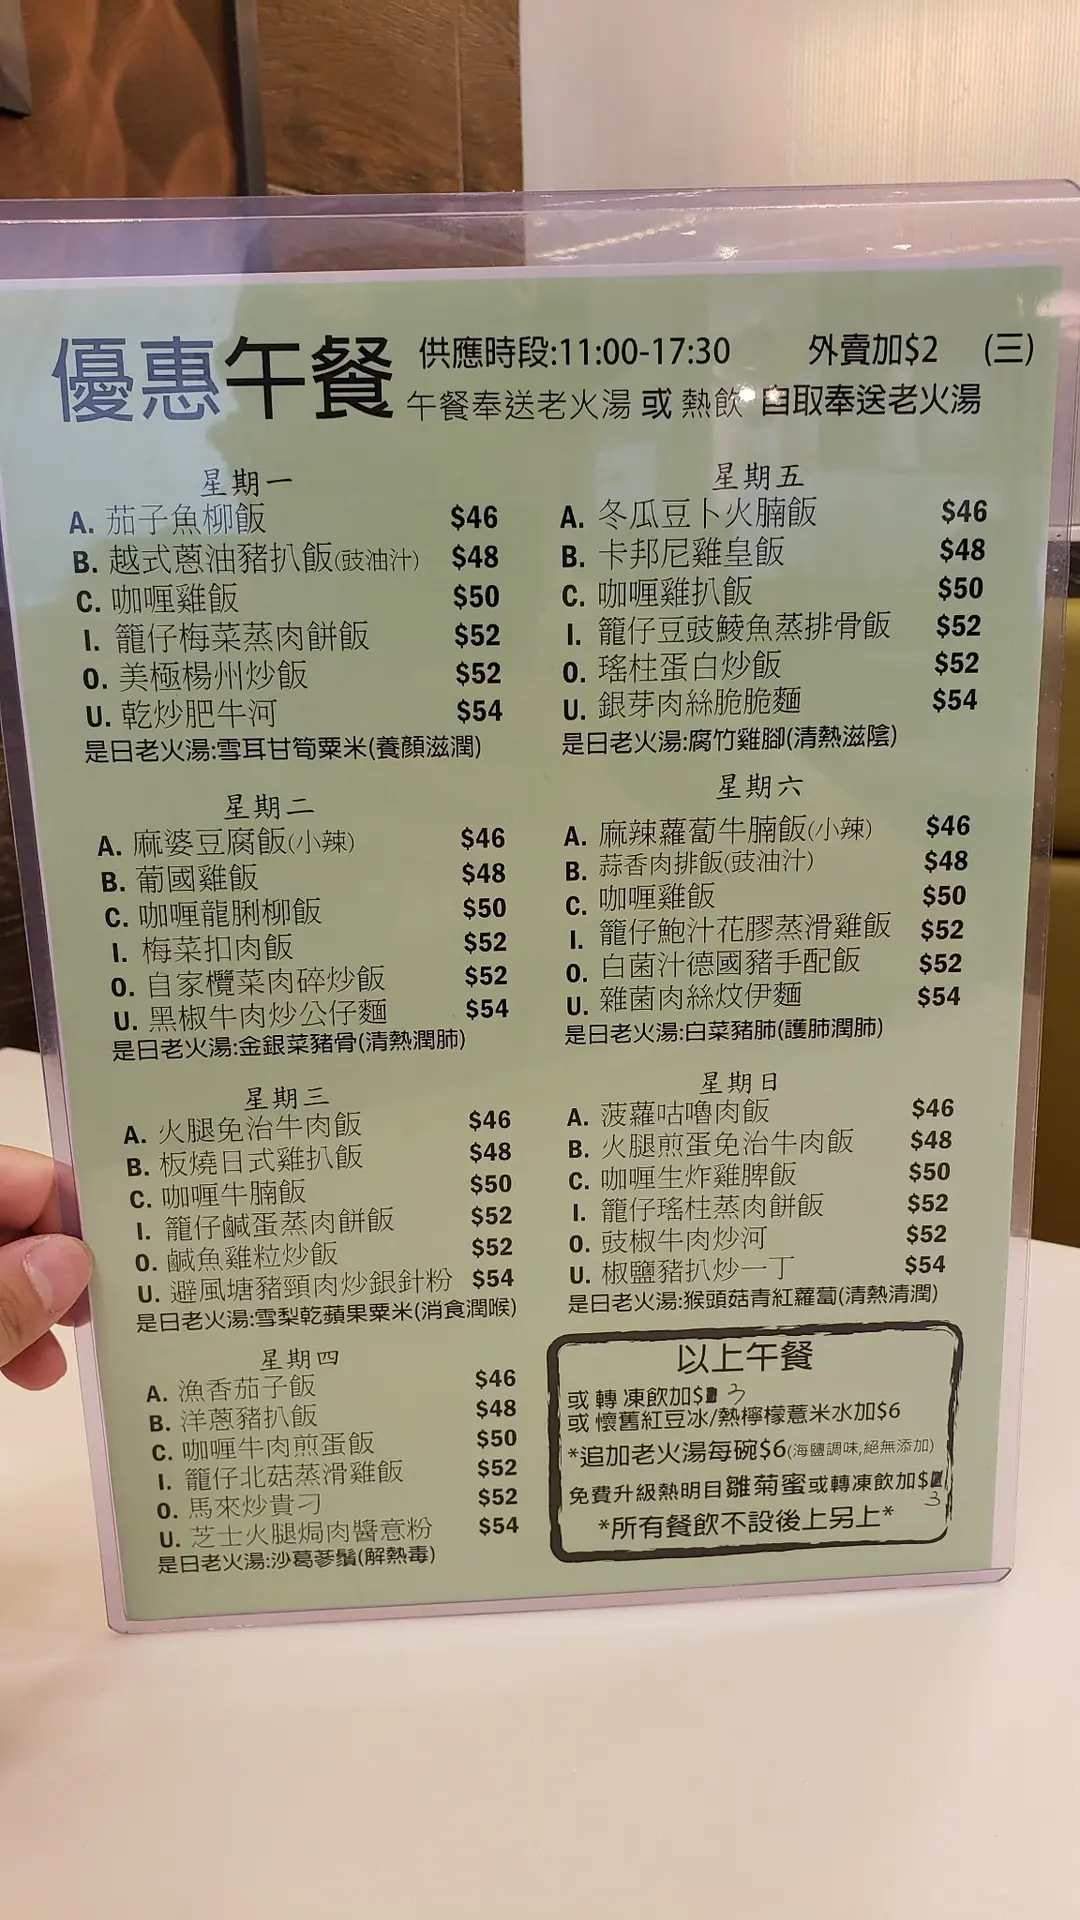 優惠午餐 供應時段:11:00-17:30 外賣加$2 (三)
午餐奉送老火湯 或 熱飲 自取奉送老火湯
星期一
A. 茄子魚柳飯 $46
B. 越式蔥油豬扒飯(豉油汁) $48
C. 咖喱雞飯 $50
I. 籠仔梅菜蒸肉餅飯 $52
O. 美極楊州炒飯 $52
U. 乾炒肥牛河 $54
是日老火湯:雪耳甘筍粟米(養顏滋潤)
星期二
A. 麻婆豆腐飯(小辣) $46
B. 葡國雞飯 $48
C. 咖喱龍脷柳飯 $50
I. 梅菜扣肉飯 $52
O. 自家欖菜肉碎炒飯 $52
U. 黑椒牛肉炒公仔麵 $54
是日老火湯:金銀菜豬骨(清熱潤肺)
星期三
A. 火腿免治牛肉飯 $46
B. 板燒日式雞扒飯 $48
C. 咖喱牛腩飯 $50
I. 籠仔鹹蛋蒸肉餅飯 $52
O. 鹹魚雞粒炒飯 $52
U. 避風塘豬頸肉炒銀針粉 $54
是日老火湯:雪梨乾蘋果粟米(消食潤喉)
星期四
A. 漁香茄子飯 $46
B. 洋蔥豬扒飯 $48
C. 咖喱牛肉煎蛋飯 $50
I. 籠仔北菇蒸滑雞飯 $52
O. 馬來炒貴刁 $52
U. 芝士火腿焗肉醬意粉 $54
是日老火湯:沙葛蔘鬚(解熱毒)
星期五
A. 冬瓜豆卜火腩飯 $46
B. 卡邦尼雞皇飯 $48
C. 咖喱雞扒飯 $50
I. 籠仔豆豉鯪魚蒸排骨飯 $52
O. 瑤柱蛋白炒飯 $52
U. 銀芽肉絲脆脆麵 $54
是日老火湯:腐竹雞腳(清熱滋陰)
星期六
A. 麻辣蘿蔔牛腩飯(小辣) $46
B. 蒜香肉排飯(豉油汁) $48
C. 咖喱雞飯 $50
I. 籠仔鮑汁花膠蒸滑雞飯 $52
O. 白菌汁德國豬手配飯 $52
U. 雜菌肉絲炆伊麵 $54
是日老火湯:白菜豬肺(護肺潤肺)
星期日
A. 菠蘿咕嚕肉飯 $46
B. 火腿煎蛋免治牛肉飯 $48
C. 咖喱生炸雞脾飯 $50
I. 籠仔瑤柱蒸肉餅飯 $52
O. 豉椒牛肉炒河 $52
U. 椒鹽豬扒炒一丁 $54
是日老火湯:猴頭菇青紅蘿蔔(清熱清潤)
以上午餐
或 轉 凍飲加$ 3
或 懷舊紅豆冰/熱檸檬薏米水加$6
*追加老火湯每碗$6(海鹽調味,絕無添加)
免費升級熱明目雛菊蜜或轉凍飲加$ 3
*所有餐飲不設後上另上*